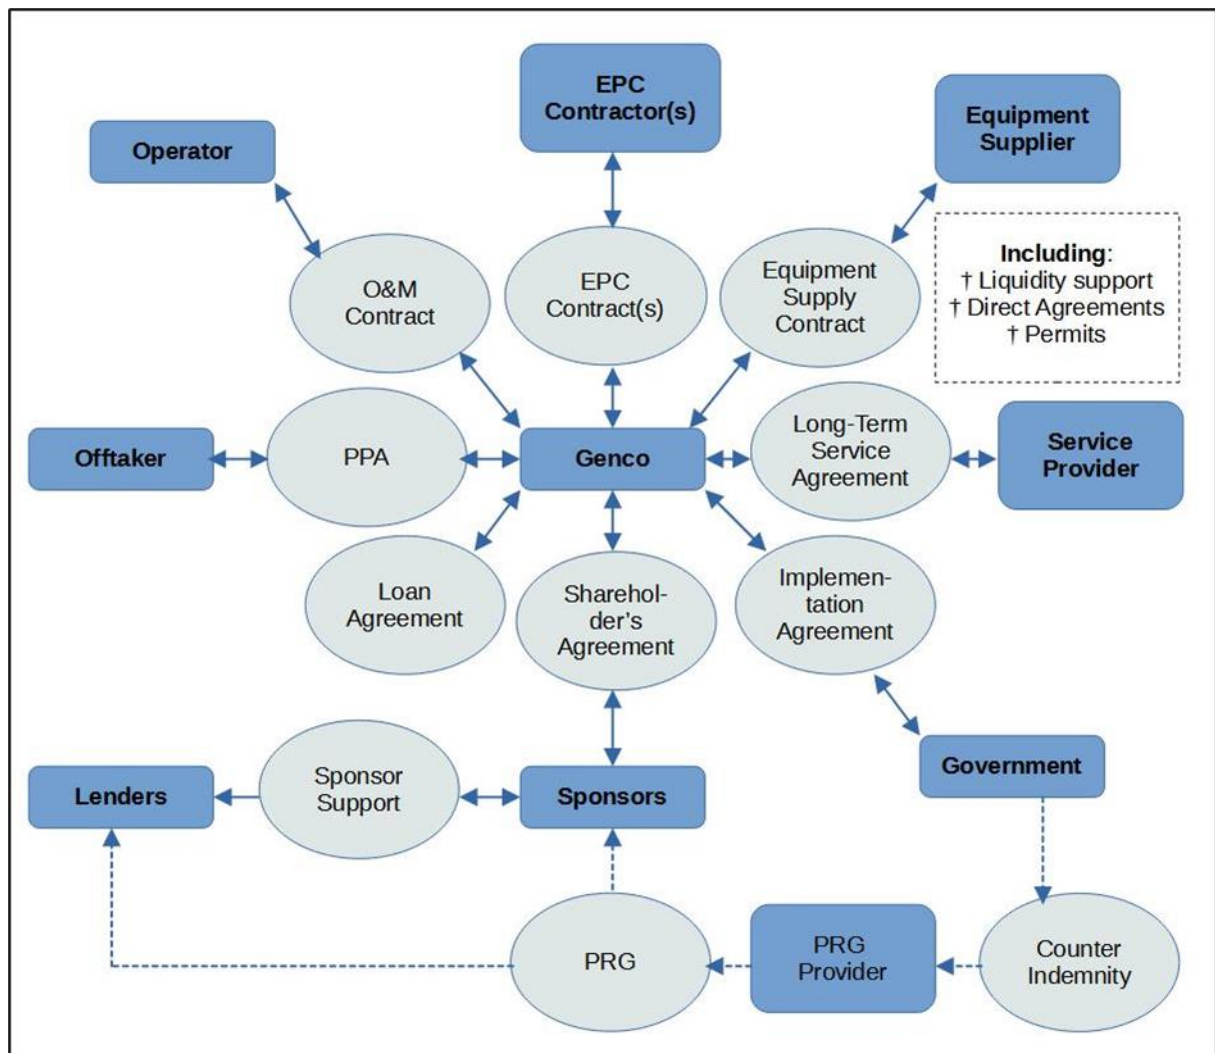 EPC
Contractor(s)
Equipment
Supplier
Operator
Including:
† Liquidity support
† Direct Agreements
† Permits
O&M
Contract
EPC
Contract(s)
Equipment
Supply
Contract
Offtaker
PPA
Genco
Long-Term
Service
Agreement
Service
Provider
Loan
Agreement
Sharehol-
der's
Agreement
Implemen-
tation
Agreement
Lenders
Sponsor
Support
Sponsors
Government
PRG
PRG
Provider
Counter
Indemnity